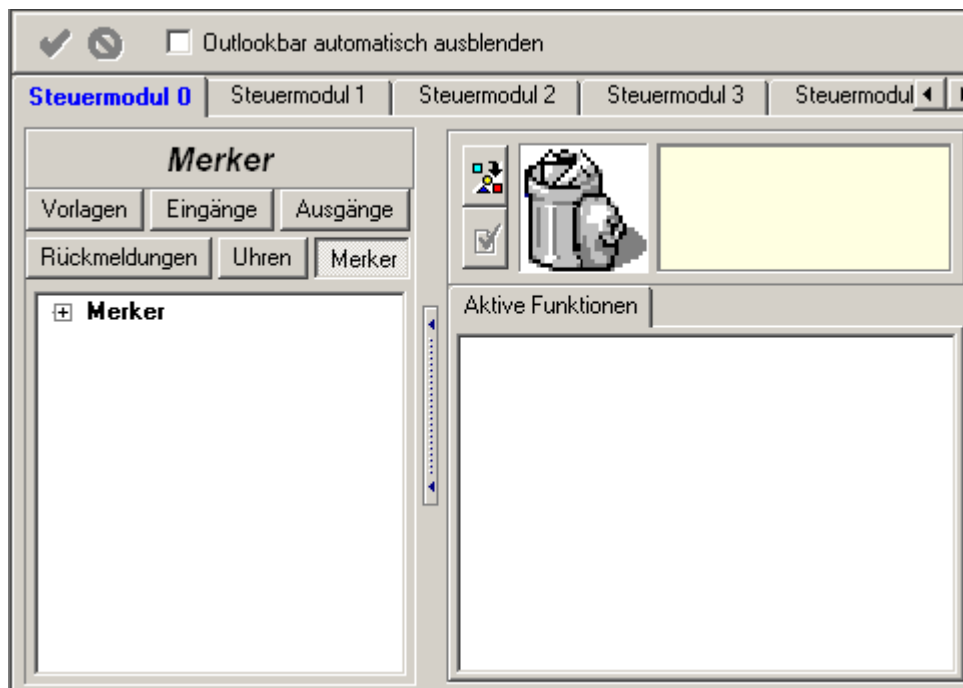 Outlookbar automatisch ausblenden
Steuermodul 0 Steuermodul 1 Steuermodul 2 Steuermodul 3 Steuermodul
Merker
Vorlagen Eingänge Ausgänge
Rückmeldungen Uhren Merker
Merker
Aktive Funktionen